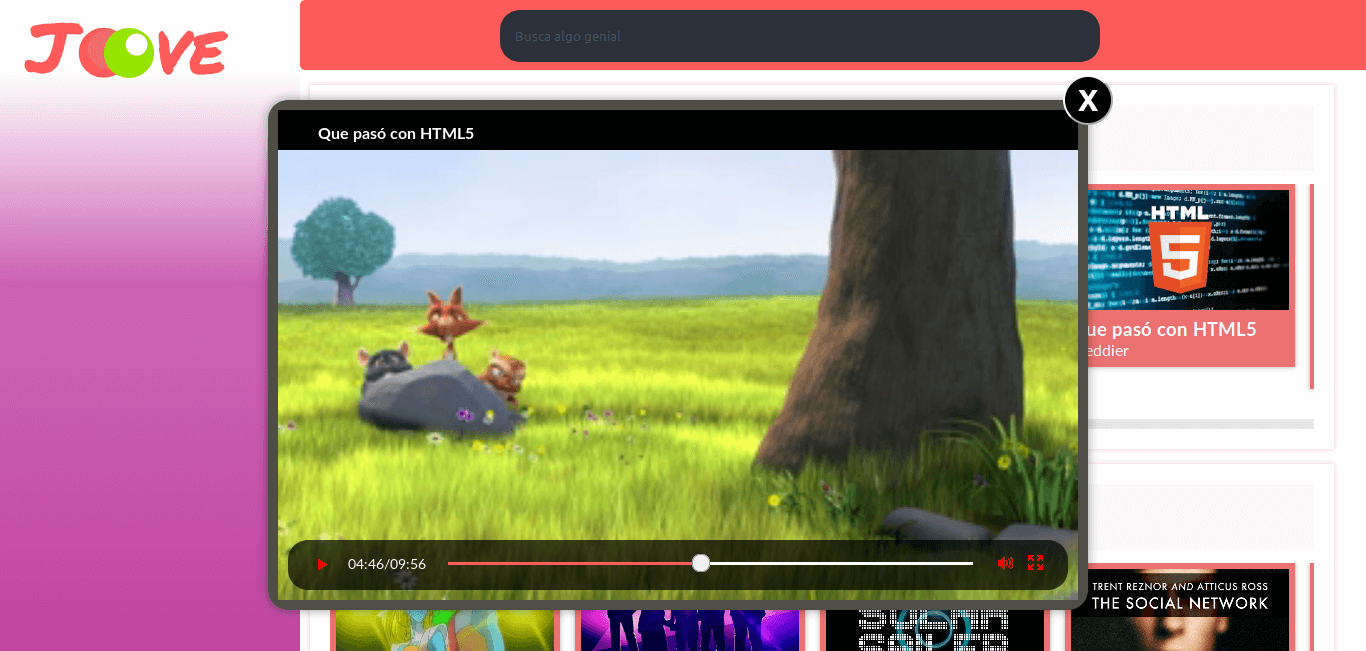 JOOVE
Busca algo genial
X
Que pasó con HTML5
HTML
5
ue pasó con HTML5
eddier
04:46/09:56
TRENT REZNOR AND ATTICUS ROSS
THE SOCIAL NETWORK